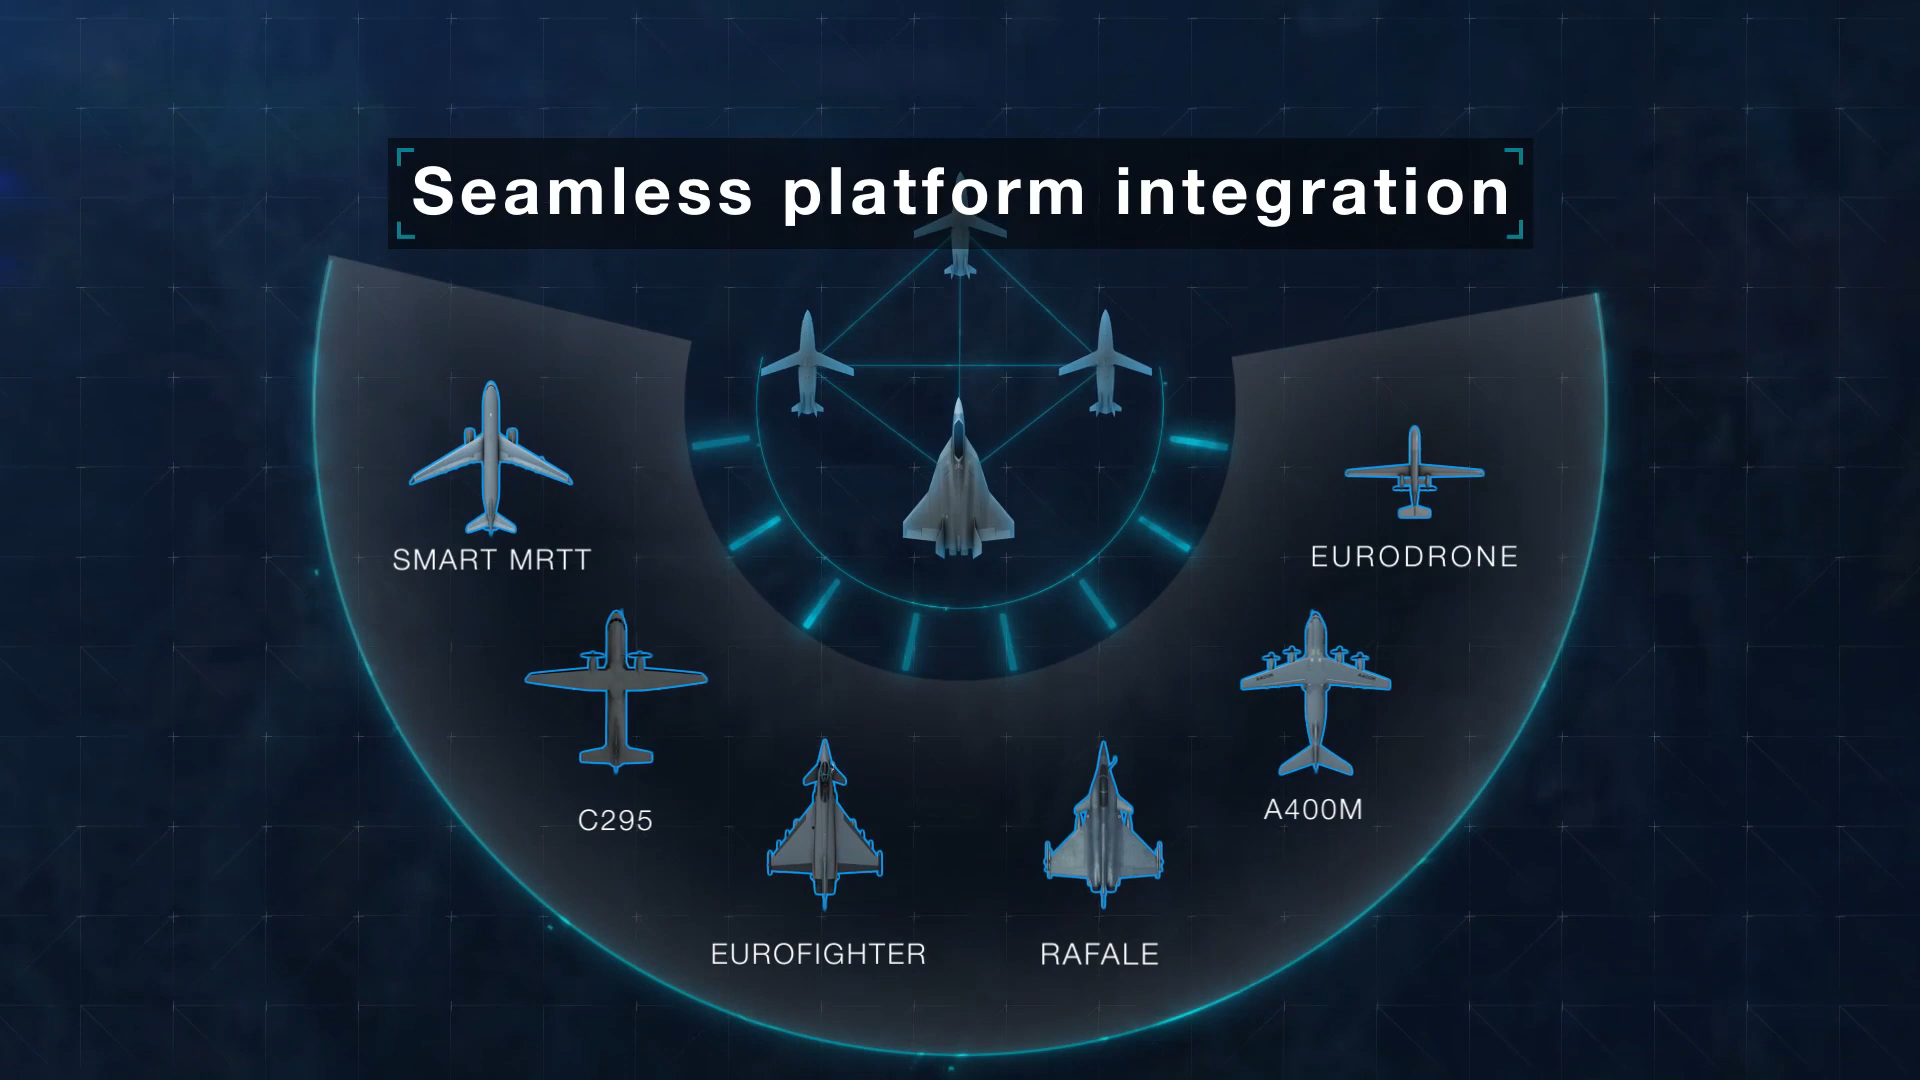 Seamless platform integration
SMART MRTT
EURODRONE
C295
A400M
EUROFIGHTER
RAFALE